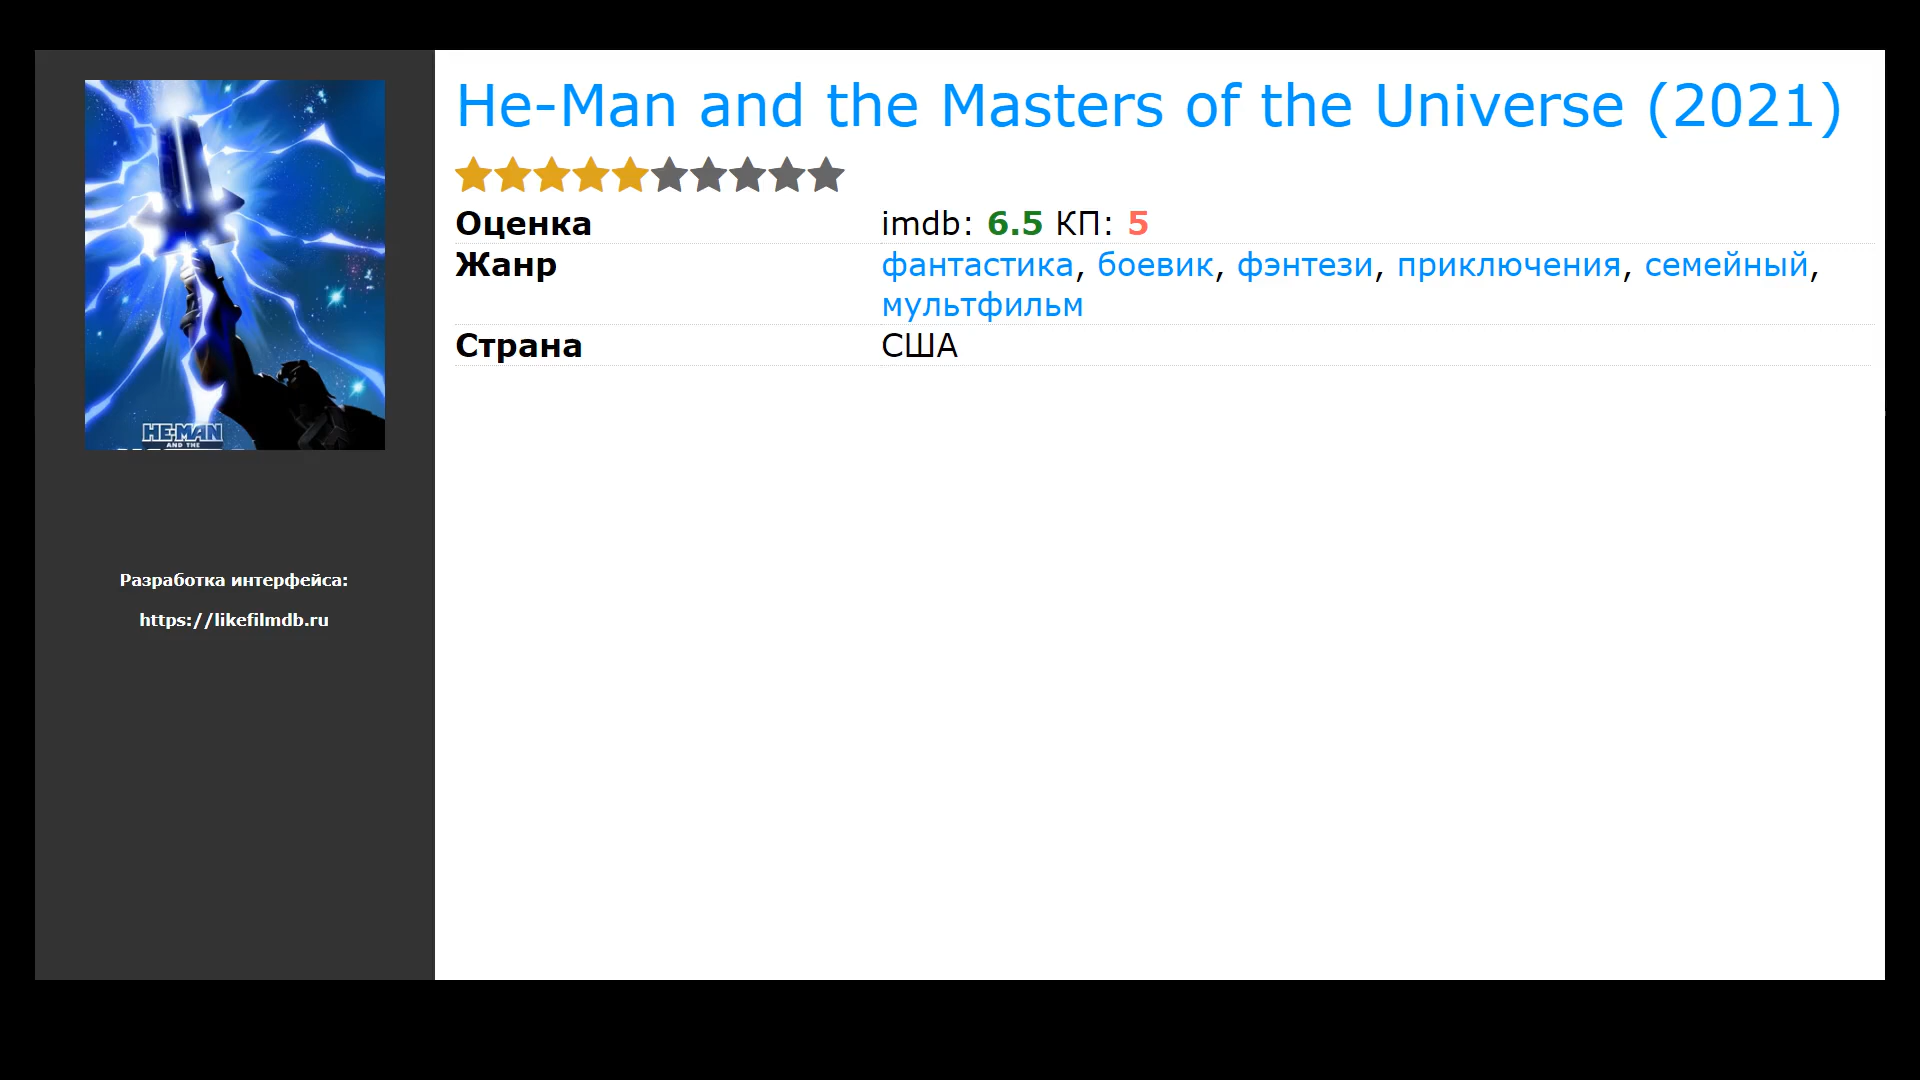 He-Man and the Masters of the Universe (2021)
Оценка imdb: 6.5 КП: 5
Жанр фантастика, боевик, фэнтези, приключения, семейный,
мультфильм
Страна США
HE-MAN
AND THE
Разработка интерфейса:
https://likefilmdb.ru